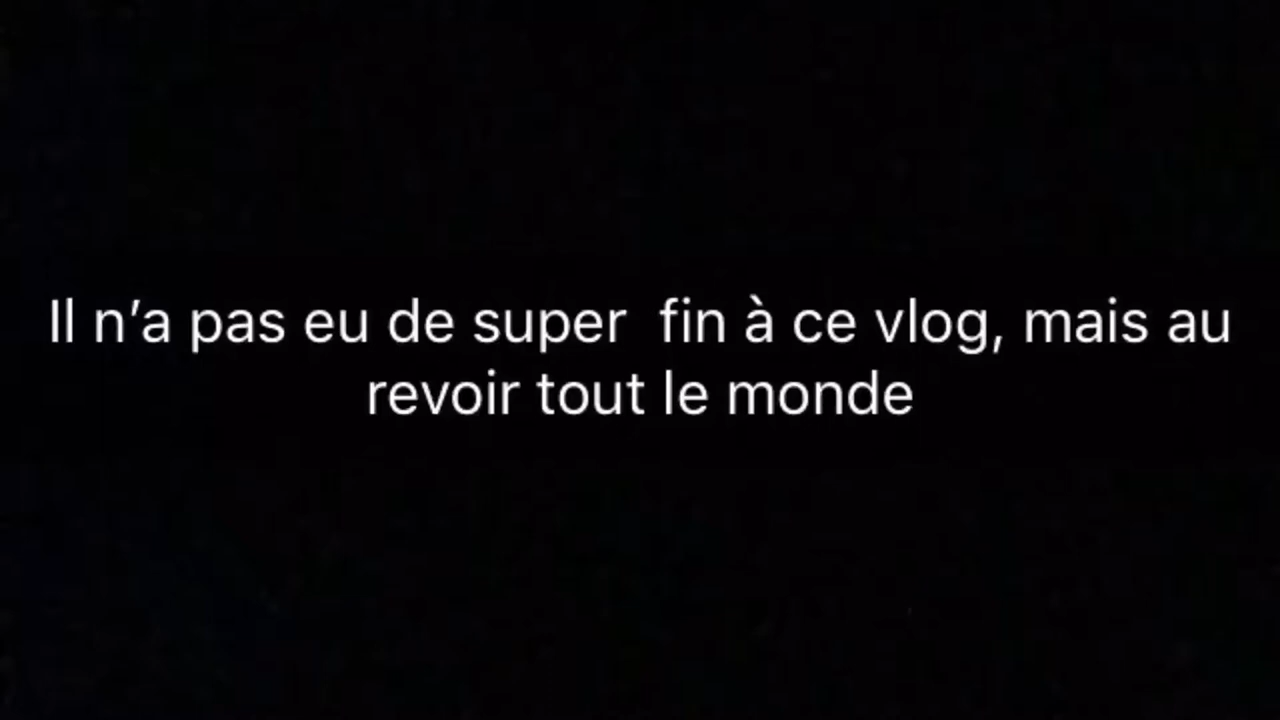 Il n’a pas eu de super  fin à ce vlog, mais au
revoir tout le monde